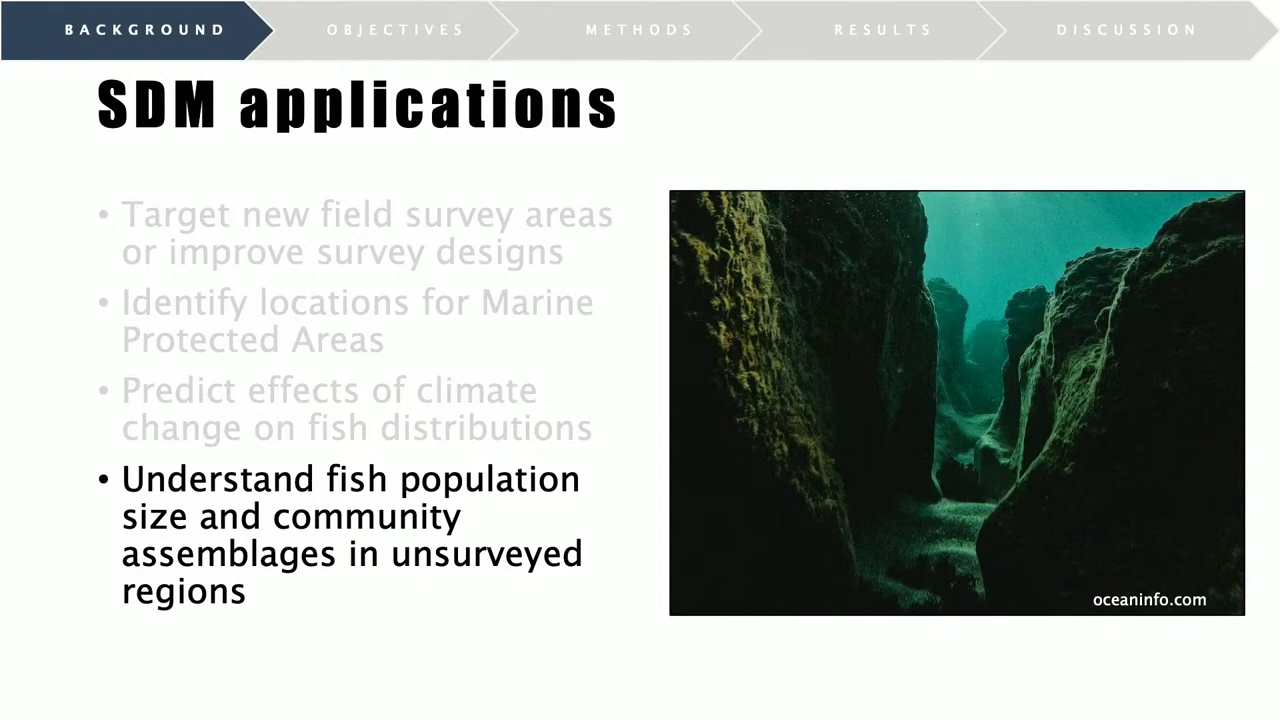 BACKGROUND
OBJECTIVES
METHODS
RESULTS
DISCUSSION
SDM applications
• Target new field survey areas
or improve survey designs
• Identify locations for Marine
Protected Areas
• Predict effects of climate
change on fish distributions
• Understand fish population
size and community
assemblages in unsurveyed
regions
oceaninfo.com